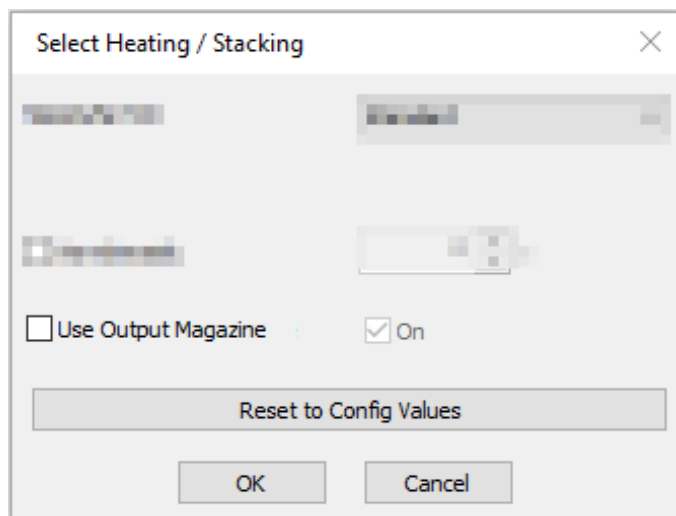 Select Heating / Stacking
Use Output Magazine On
Reset to Config Values
OK Cancel